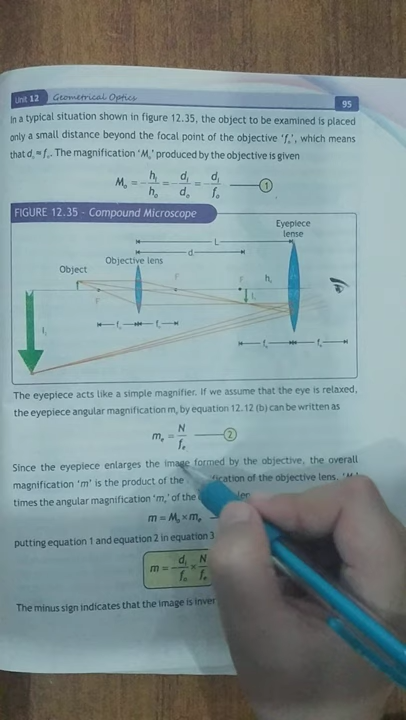 Unit 12 Geometrical Optics 95
In a typical situation shown in figure 12.35, the object to be examined is placed
only a small distance beyond the focal point of the objective 'fₒ', which means
that dₒ ≈ fₒ. The magnification 'Mₒ' produced by the objective is given
Mₒ = hᵢ/hₒ = dᵢ/dₒ = dᵢ/fₒ 1
FIGURE 12.35 - Compound Microscope
Eyepiece
lense
L
d
Objective lens
Object
F
F
F
hₒ
I₁
I₂
fₒ fₒ
fₑ fₑ
The eyepiece acts like a simple magnifier. If we assume that the eye is relaxed,
the eyepiece angular magnification mₑ by equation 12.12 (b) can be written as
mₑ = N/fₑ 2
Since the eyepiece enlarges the image formed by the objective, the overall
magnification 'm' is the product of the of the objective lens,
times the angular magnification 'mₑ' of the
m = Mₒ × mₑ
putting equation 1 and equation 2 in equation 3
m = - dᵢ/fₒ × N/fₑ
The minus sign indicates that the image is